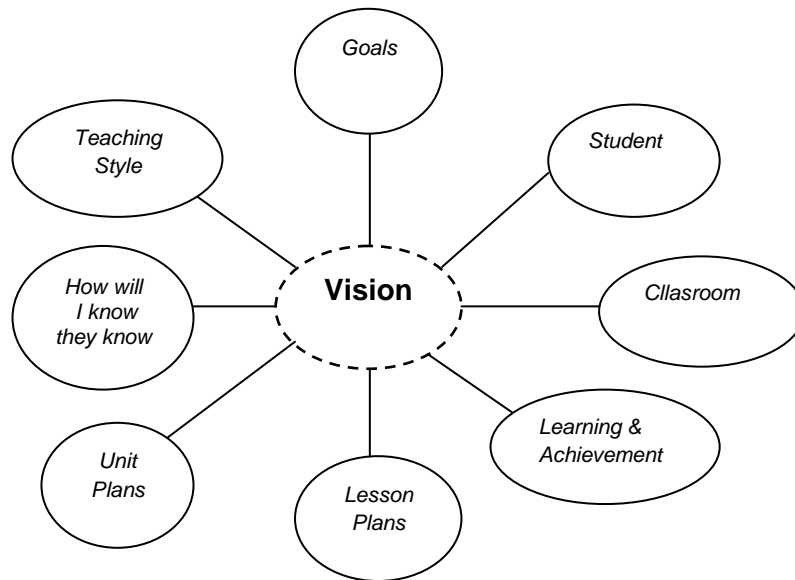 Goals
Teaching
Style
Student
How will
I know
they know
Vision
Cllasroom
Learning &
Achievement
Unit
Plans
Lesson
Plans